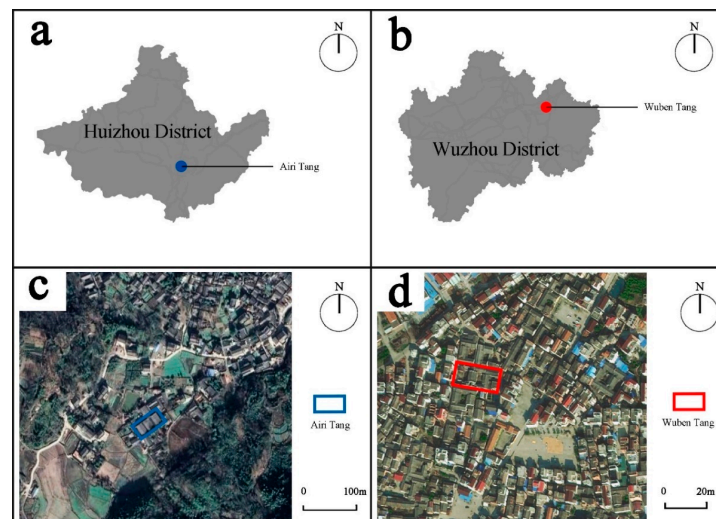 a
N
Huizhou District
Airi Tang
b
N
Wuben Tang
Wuzhou District
c
N
Airi Tang
0 100m
d
N
Wuben Tang
0 20m